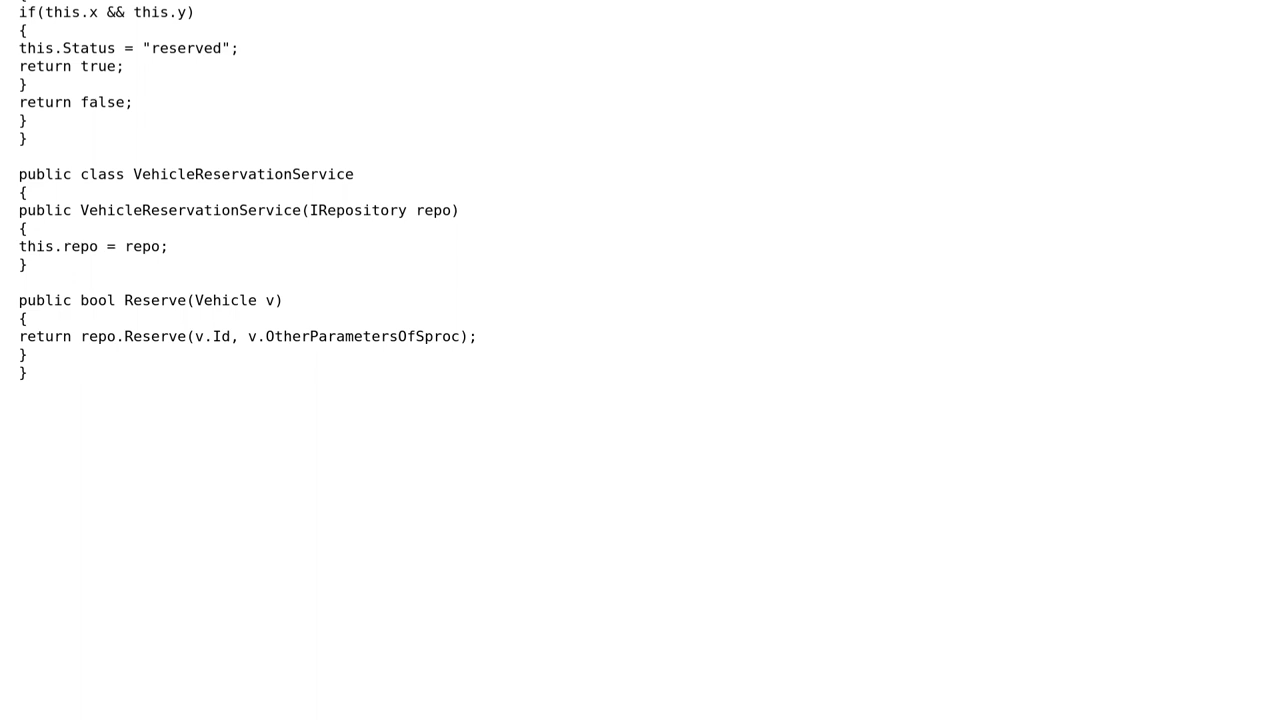 if(this.x && this.y)
{
this.Status = "reserved";
return true;
}
return false;
}
}

public class VehicleReservationService
{
public VehicleReservationService(IRepository repo)
{
this.repo = repo;
}

public bool Reserve(Vehicle v)
{
return repo.Reserve(v.Id, v.OtherParametersOfSproc);
}
}